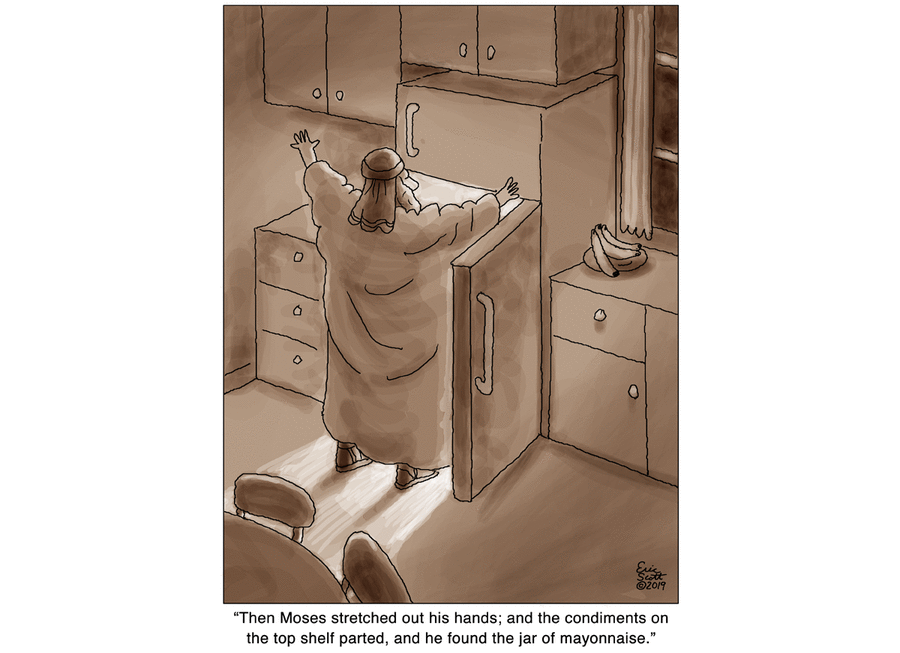 Eric
Scott
©2019
“Then Moses stretched out his hands; and the condiments on
the top shelf parted, and he found the jar of mayonnaise.”